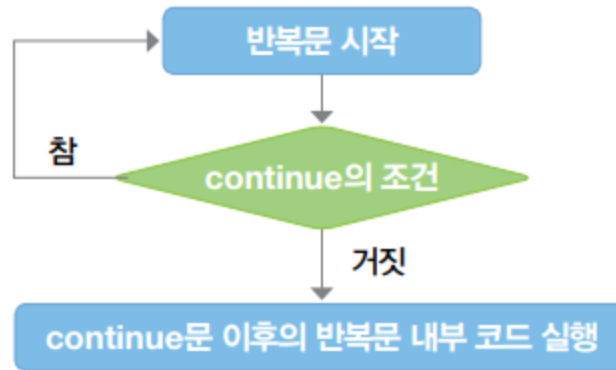 반복문 시작
참
continue의 조건
거짓
continue문 이후의 반복문 내부 코드 실행